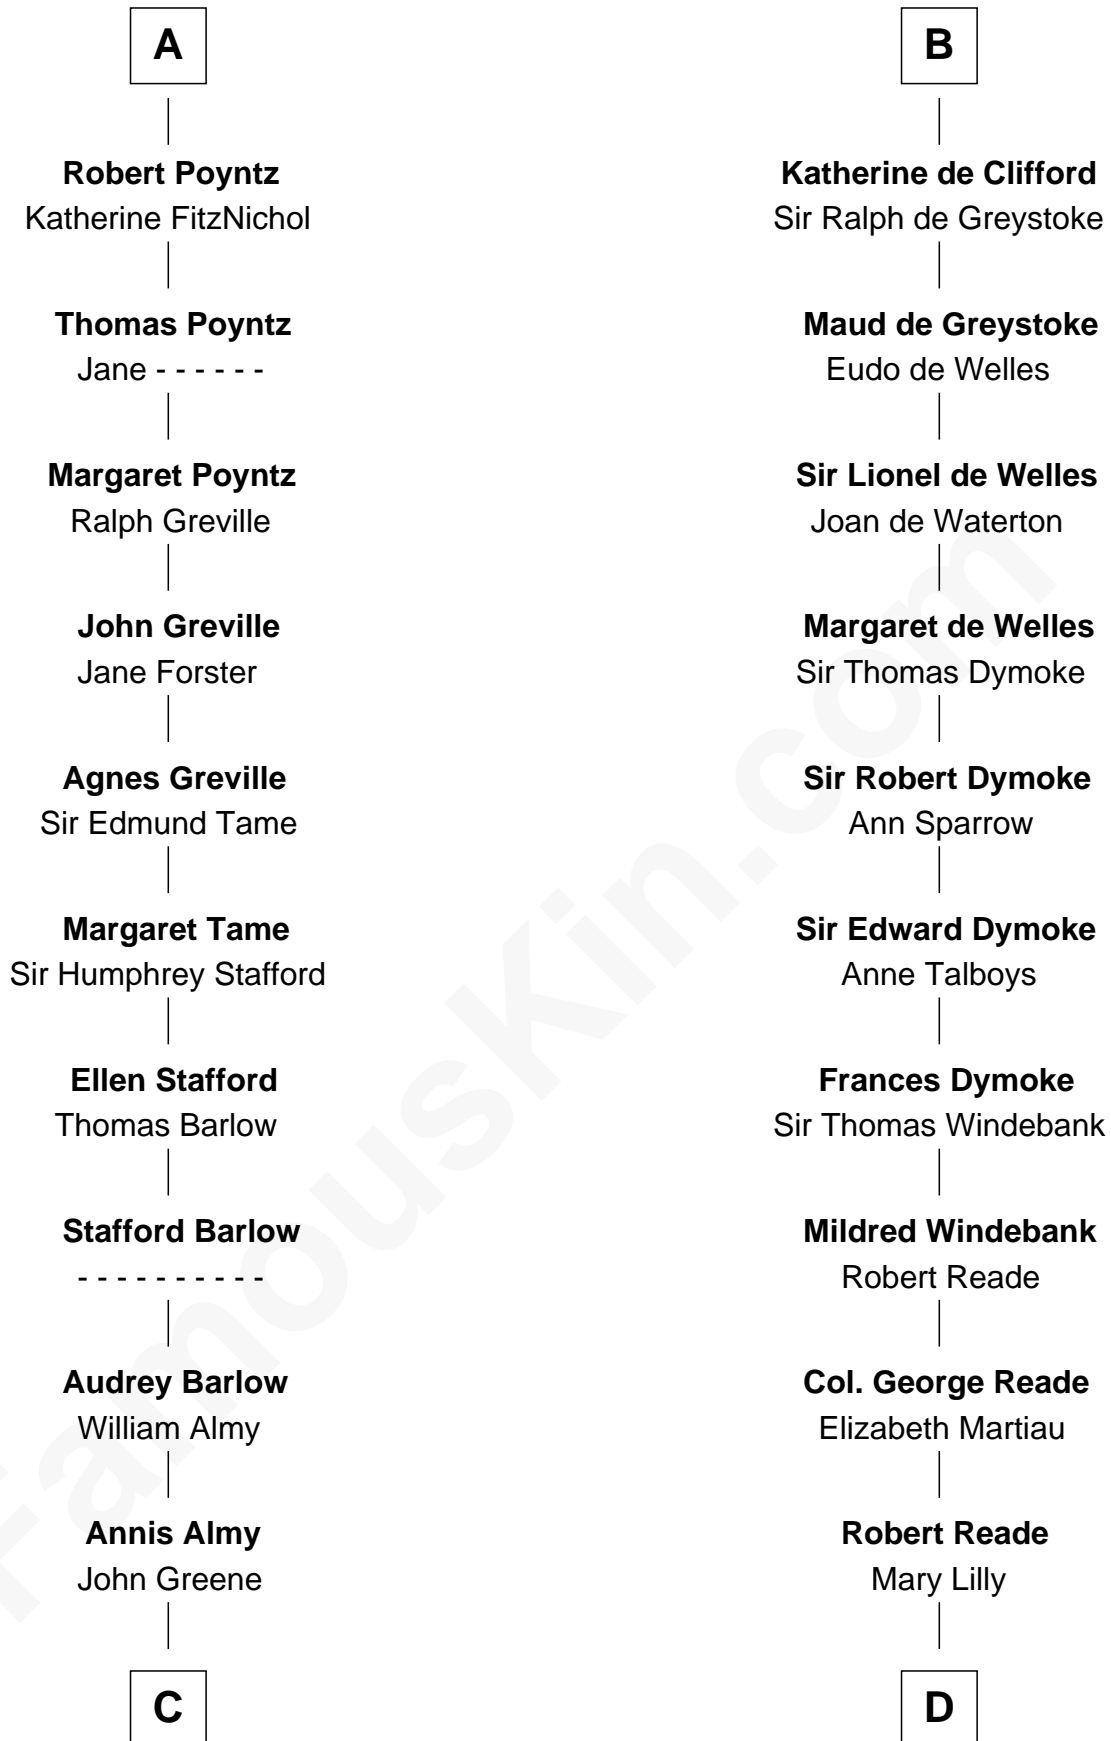 A
Robert Poyntz
Katherine FitzNichol
Thomas Poyntz
Jane - - - - - -
Margaret Poyntz
Ralph Greville
John Greville
Jane Forster
Agnes Greville
Sir Edmund Tame
Margaret Tame
Sir Humphrey Stafford
Ellen Stafford
Thomas Barlow
Stafford Barlow
- - - - - - - - - -
Audrey Barlow
William Almy
Annis Almy
John Greene
C
B
Katherine de Clifford
Sir Ralph de Greystoke
Maud de Greystoke
Eudo de Welles
Sir Lionel de Welles
Joan de Waterton
Margaret de Welles
Sir Thomas Dymoke
Sir Robert Dymoke
Ann Sparrow
Sir Edward Dymoke
Anne Talboys
Frances Dymoke
Sir Thomas Windebank
Mildred Windebank
Robert Reade
Col. George Reade
Elizabeth Martiau
Robert Reade
Mary Lilly
D
FamousKin.com